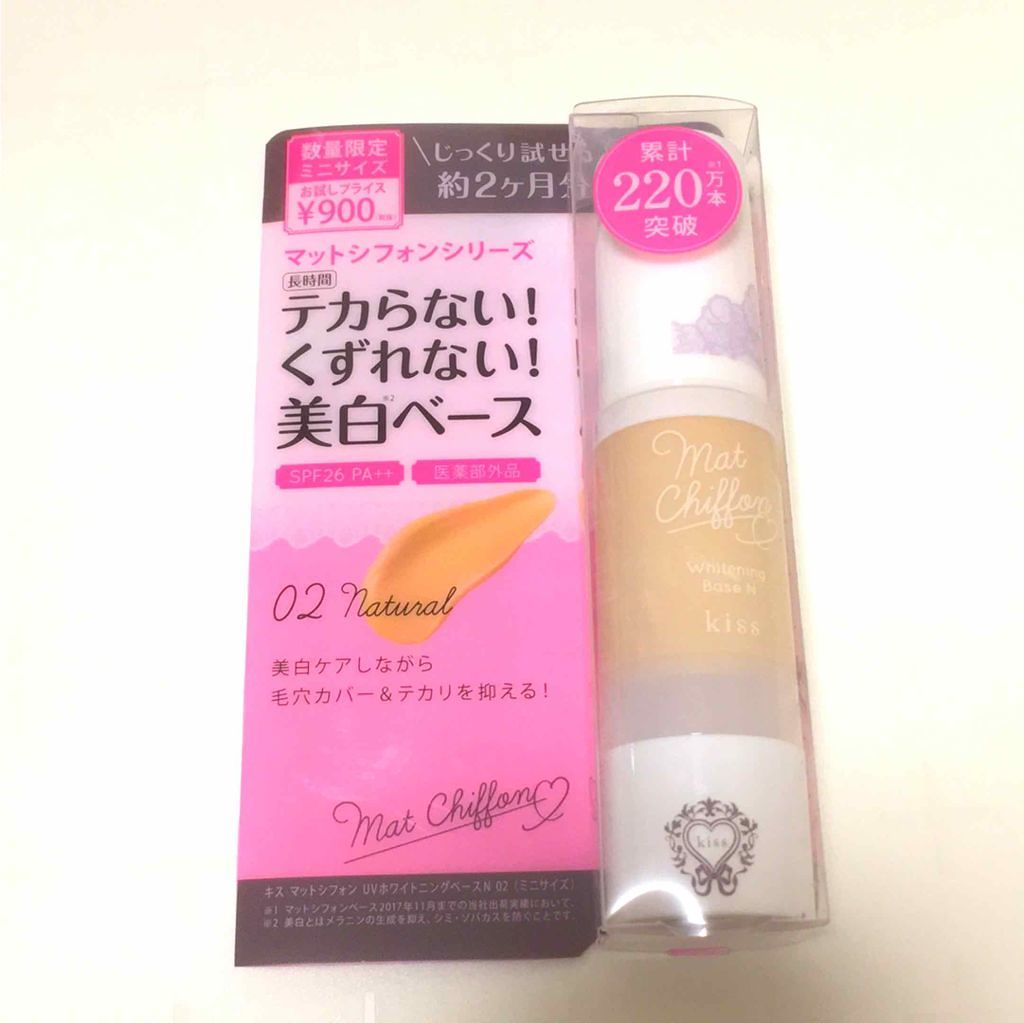 数量限定
ミニサイズ
お試しプライス
¥900
じっくり試せ
約2ヶ月分
マットシフォンシリーズ
長時間
テカらない!
くずれない!
美白※2ベース
SPF26 PA++
医薬部外品
02 Natural
美白ケアしながら
毛穴カバー&テカリを抑える!
Mat Chiffon
キス マットシフォン UVホワイトニングベースN 02(ミニサイズ)
※1 マットシフォンベース2017年11月までの当社出荷実績において。
※2 美白とはメラニンの生成を抑え、シミ・ソバカスを防ぐことです。
累計
220※1万本
突破
Mat
Chiffon
Whitening
Base N
kiss
kiss